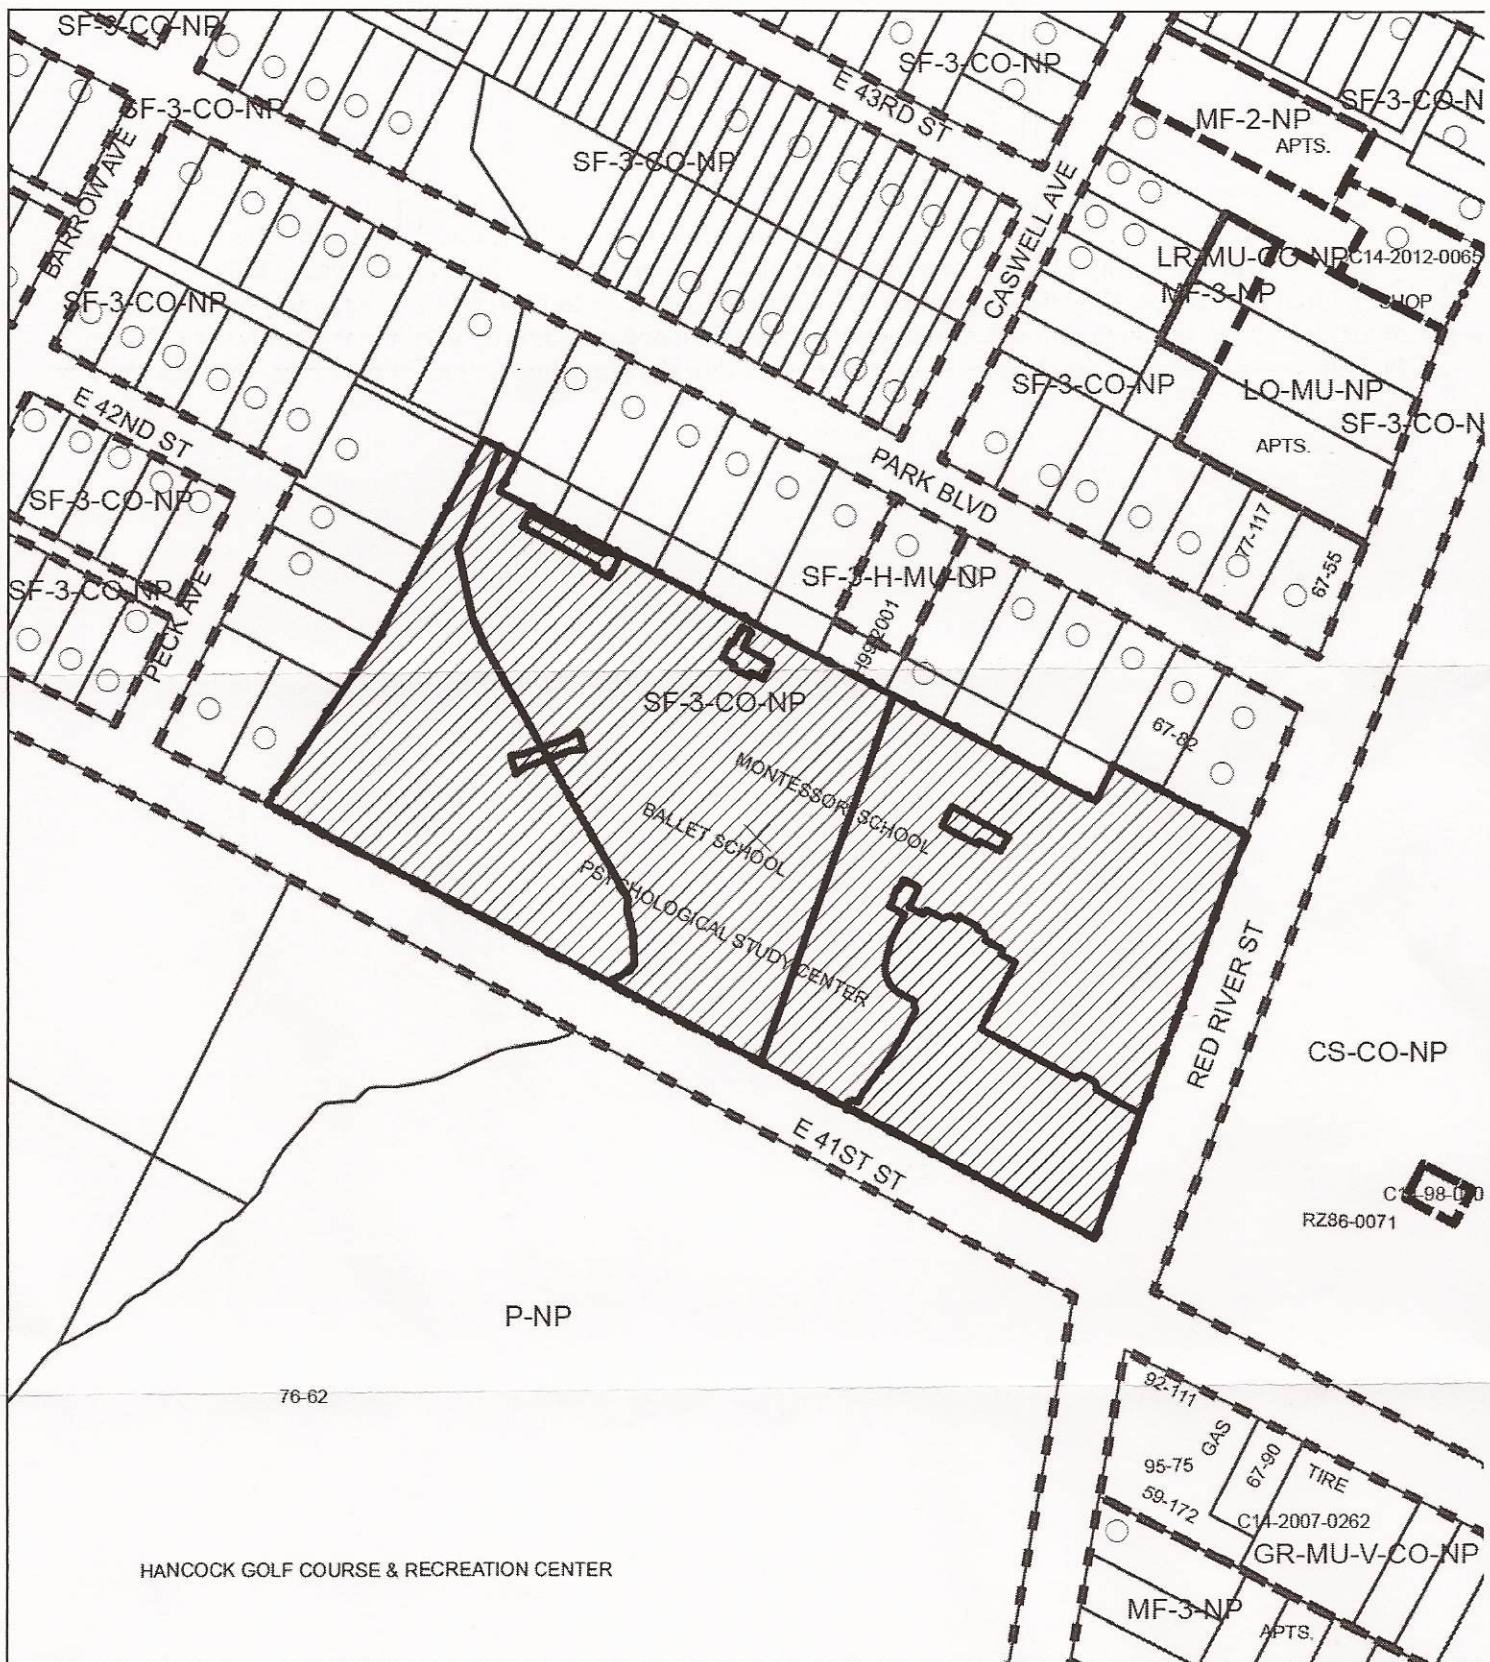 SF-3-CO-NP
SF-3-CO-NP
E 43RD ST
SF-3-CO-N
SF-3-CO-NP
MF-2-NP
APTS.
BARROW AVE
SF-3-CO-NP
CASWELL AVE
LR-MU-CO-NP
C14-2012-0065
MF-3-NP
SHOP
SF-3-CO-NP
SF-3-CO-NP
LO-MU-NP
E 42ND ST
SF-3-CO-N
APTS.
PARK BLVD
SF-3-CO-NP
77-117
67-55
SF-3-CO-NP
SF-3-H-MU-NP
PECK AVE
SF-3-CO-NP
67-82
MONTESSORI SCHOOL
BALLET SCHOOL
PSYCHOLOGICAL STUDY CENTER
RED RIVER ST
CS-CO-NP
E 41ST ST
RZ86-0071
P-NP
76-62
92-111
GAS
95-75
67-90
TIRE
59-172
C14-2007-0262
GR-MU-V-CO-NP
HANCOCK GOLF COURSE & RECREATION CENTER
MF-3-NP
APTS.